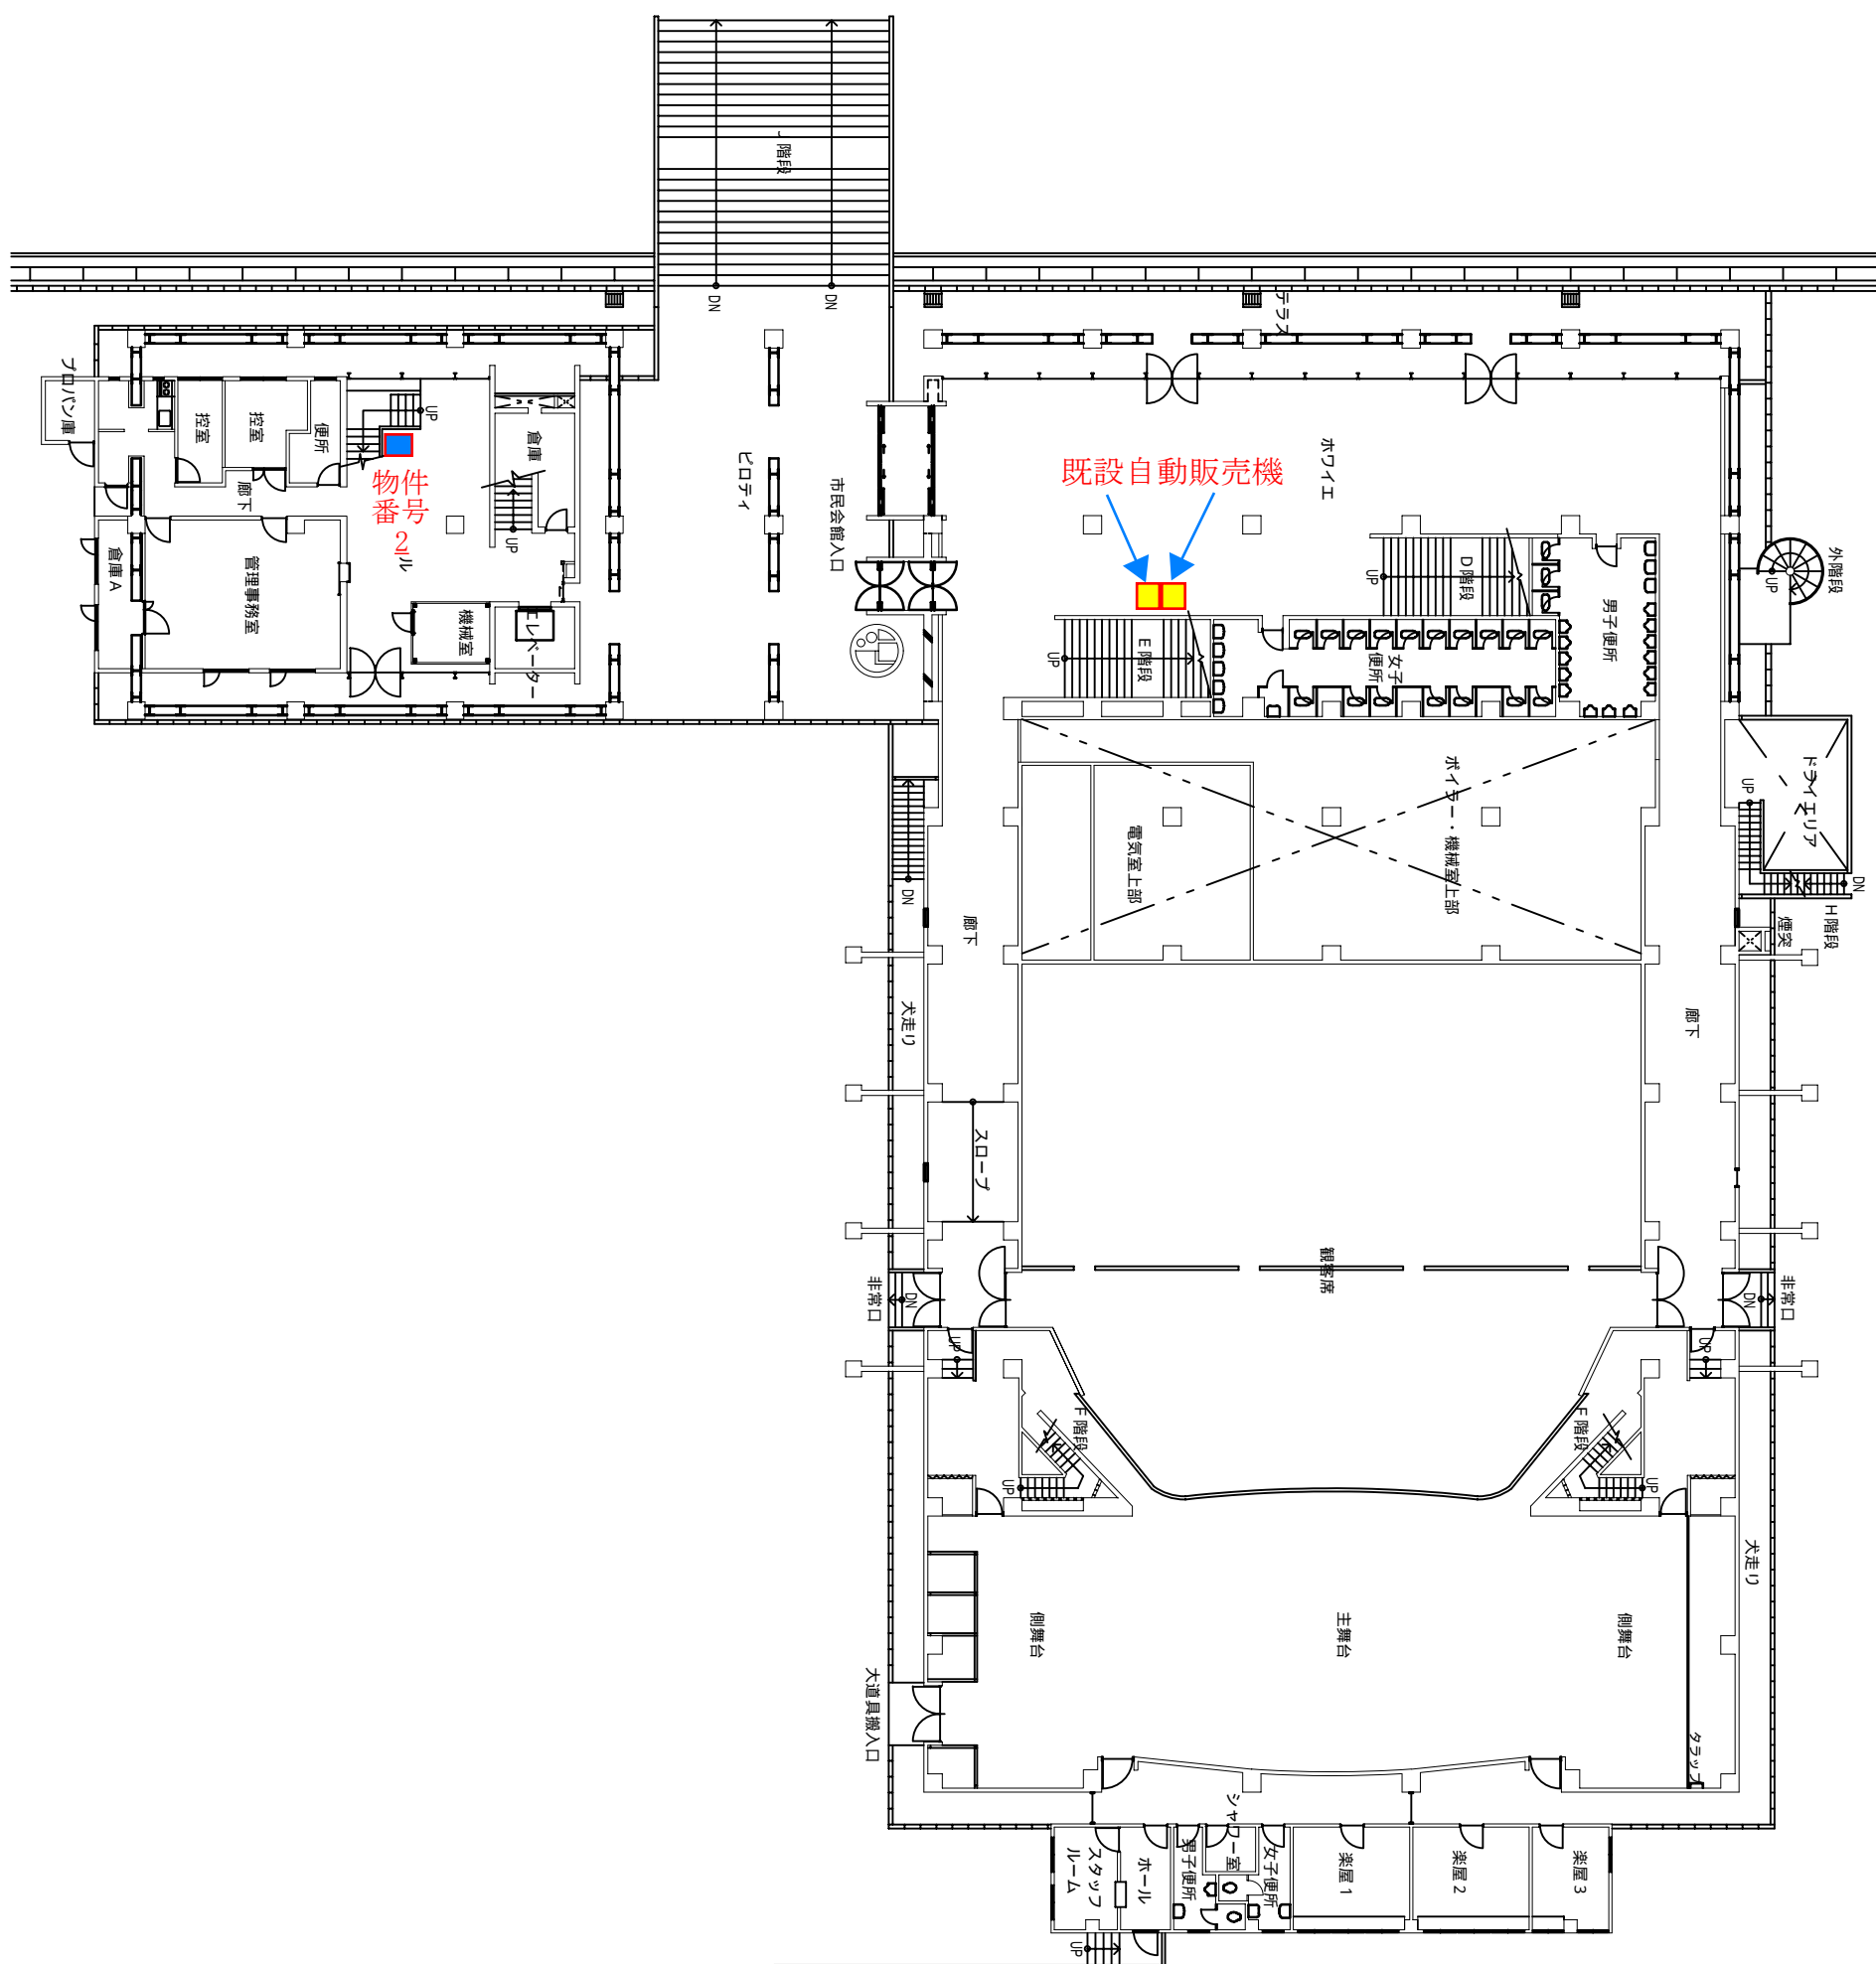 J階段
DN
DN
テラス
プロパン庫
控室
控室
便所
UP
倉庫
ピロティ
市民会館入口
既設自動販売機
ホワイエ
物件
番号
2
ル
廊下
UP
倉庫 A
管理事務室
機械室
エレベーター
UP
D階段
男子便所
外階段
UP
UP
E階段
女子
便所
ドライエリア
UP
DN
H階段
煙突
電気室上部
ボイラー・機械室上部
DN
廊下
犬走り
廊下
スロープ
観客席
非常口
DN
DN
非常口
UP
UP
F階段
F階段
UP
UP
犬走り
側舞台
主舞台
側舞台
大道具搬入口
タラップ
スタッフ
ルーム
ホール
男子便所
シャワー室
女子便所
楽屋 1
楽屋 2
楽屋 3
UP